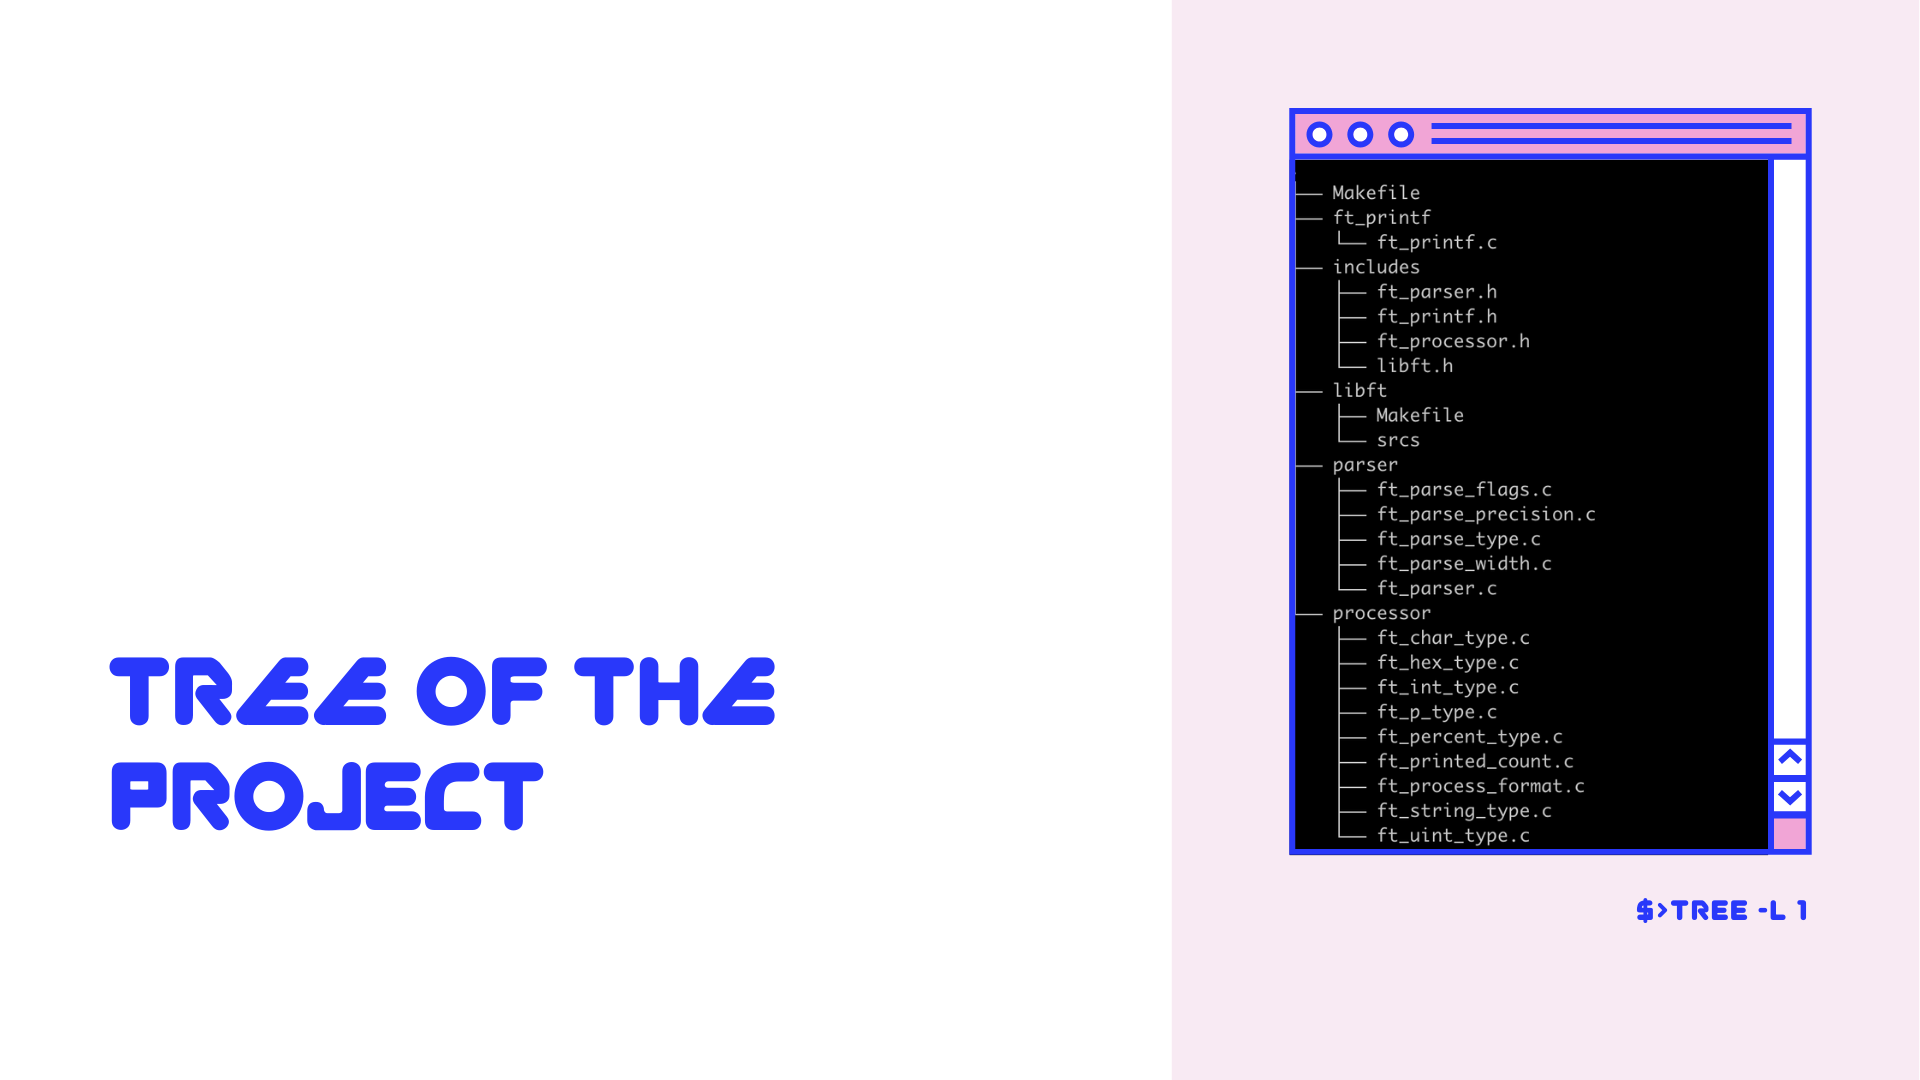 TREE OF THE
PROJECT
├── Makefile
├── ft_printf
│   └── ft_printf.c
├── includes
│   ├── ft_parser.h
│   ├── ft_printf.h
│   ├── ft_processor.h
│   └── libft.h
├── libft
│   ├── Makefile
│   └── srcs
├── parser
│   ├── ft_parse_flags.c
│   ├── ft_parse_precision.c
│   ├── ft_parse_type.c
│   ├── ft_parse_width.c
│   └── ft_parser.c
└── processor
    ├── ft_char_type.c
    ├── ft_hex_type.c
    ├── ft_int_type.c
    ├── ft_p_type.c
    ├── ft_percent_type.c
    ├── ft_printed_count.c
    ├── ft_process_format.c
    ├── ft_string_type.c
    └── ft_uint_type.c
$>TREE -L 1